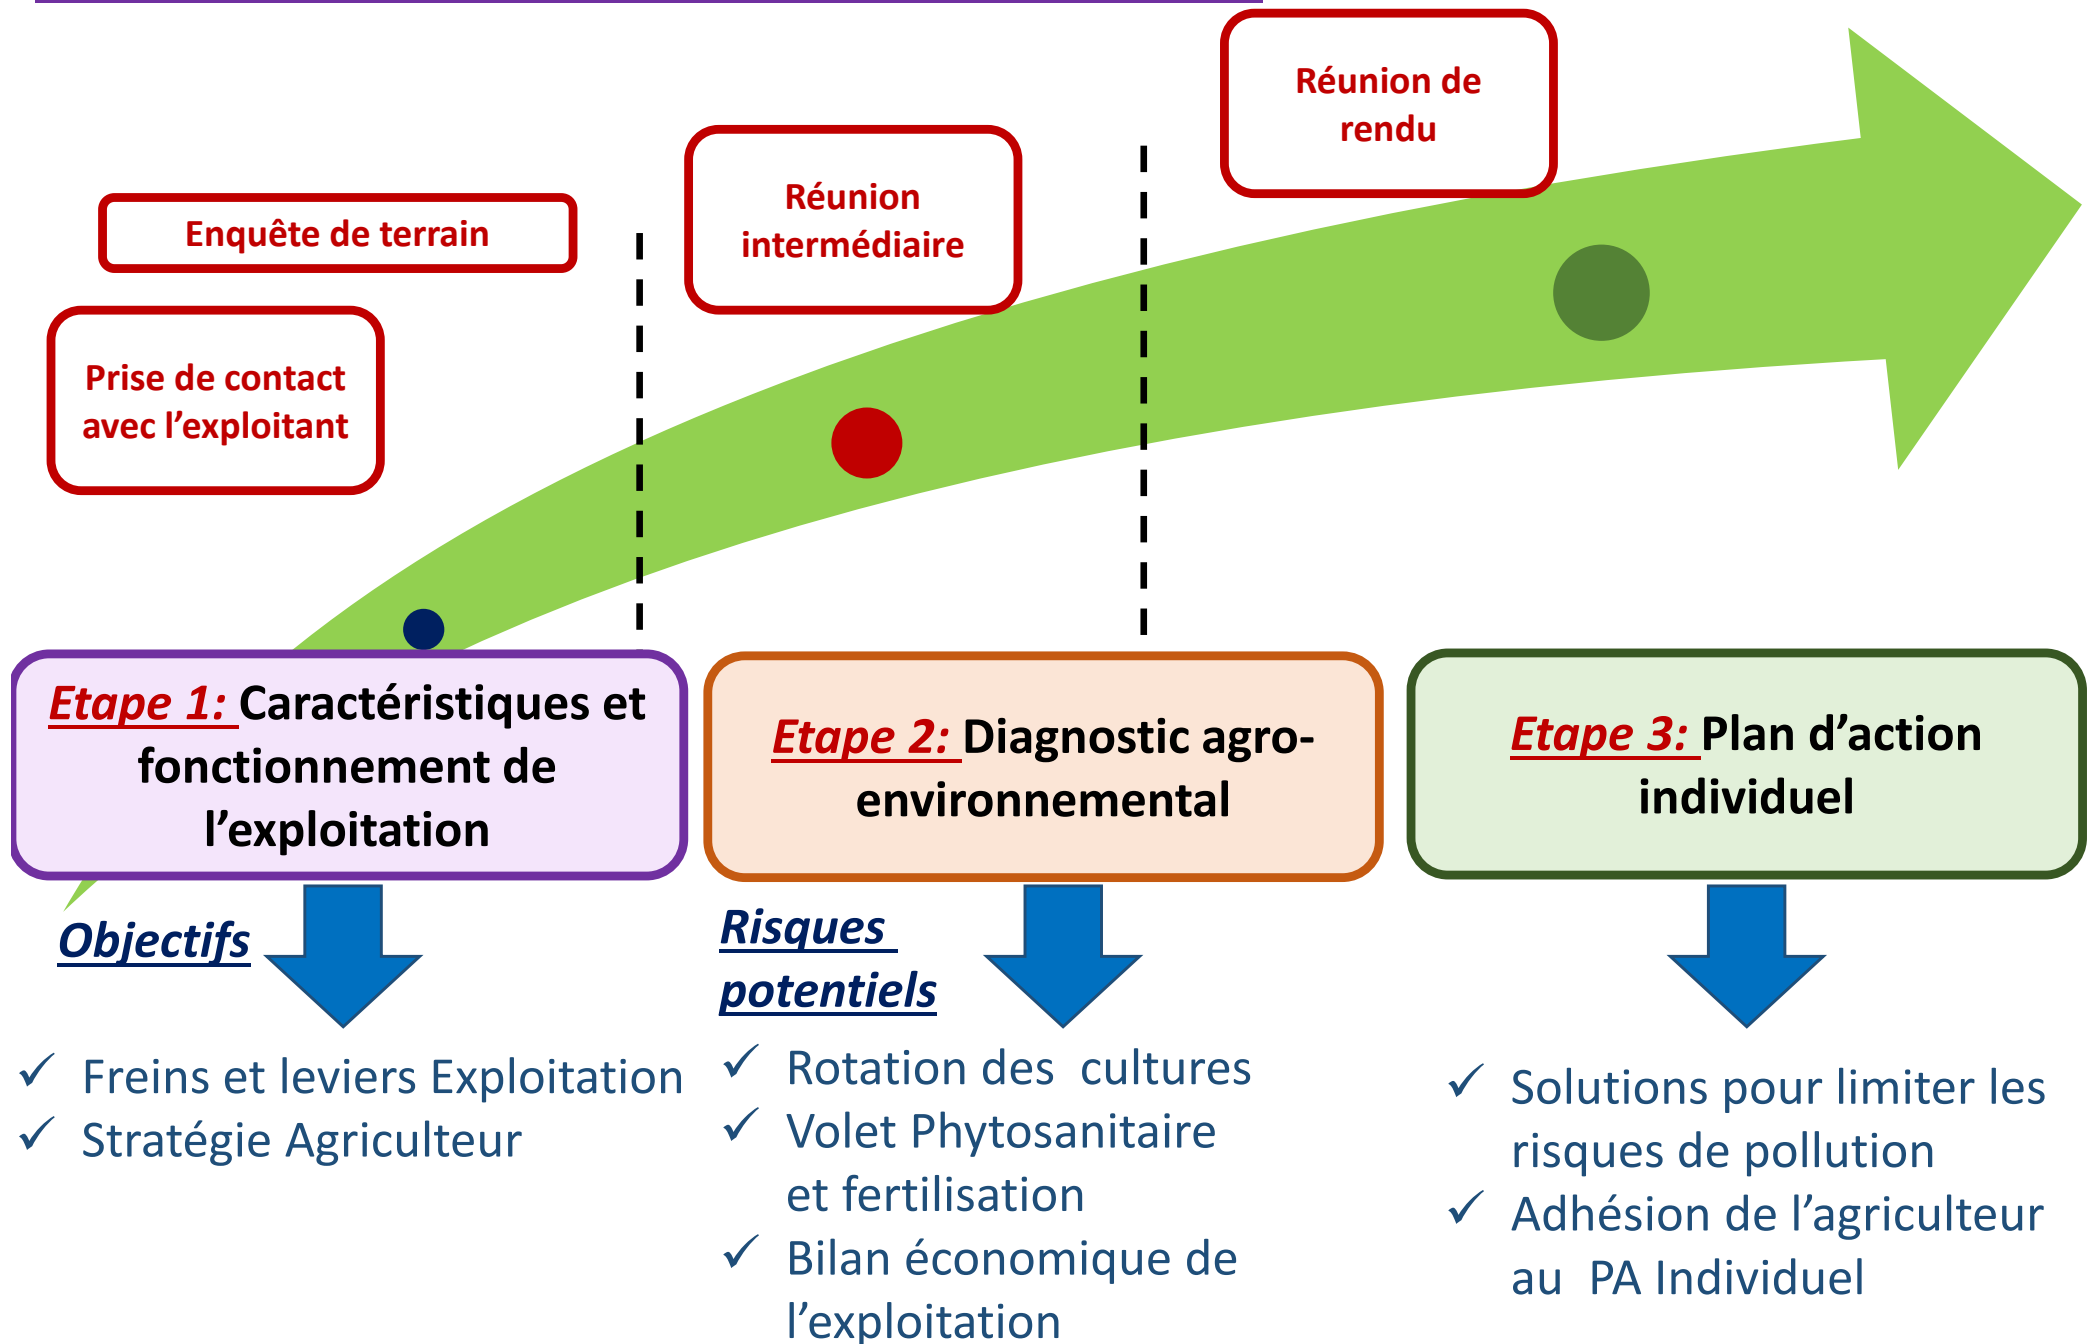 Réunion de
rendu
Réunion
intermédiaire
Enquête de terrain
Prise de contact
avec l’exploitant
Etape 1: Caractéristiques et
fonctionnement de
l’exploitation
Etape 2: Diagnostic agro-
environnemental
Etape 3: Plan d’action
individuel
Objectifs
✓ Freins et leviers Exploitation
✓ Stratégie Agriculteur
Risques
potentiels
✓ Rotation des cultures
✓ Volet Phytosanitaire
et fertilisation
✓ Bilan économique de
l’exploitation
✓ Solutions pour limiter les
risques de pollution
✓ Adhésion de l’agriculteur
au PA Individuel